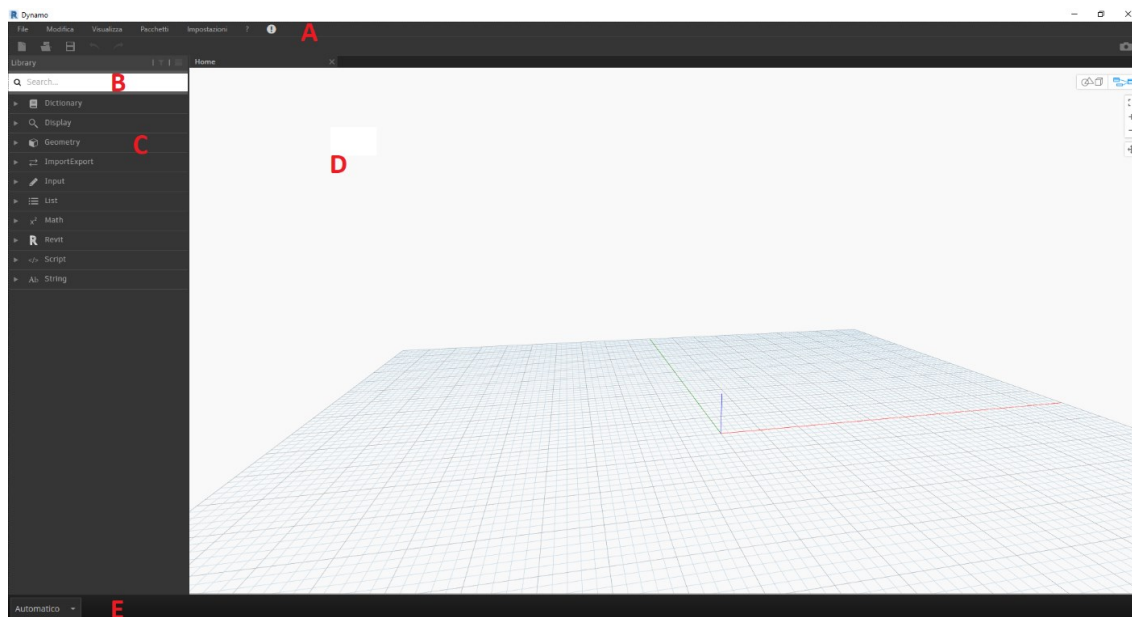 Dynamo
File Modifica Visualizza Pacchetti Impostazioni ? A
Library Home
Search... B
Dictionary
Display
Geometry C
ImportExport
D
Input
List
Math
Revit
Script
Ab String
Automatico E